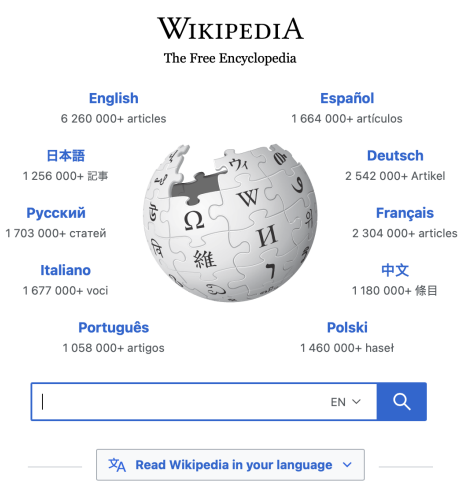 WIKIPEDIA
The Free Encyclopedia
English
6 260 000+ articles
Español
1 664 000+ artículos
日本語
1 256 000+ 記事
Deutsch
2 542 000+ Artikel
Русский
1 703 000+ статей
Français
2 304 000+ articles
Italiano
1 677 000+ voci
中文
1 180 000+ 條目
Português
1 058 000+ artigos
Polski
1 460 000+ haseł
Ω
W
ウィ
維
И
EN
Read Wikipedia in your language